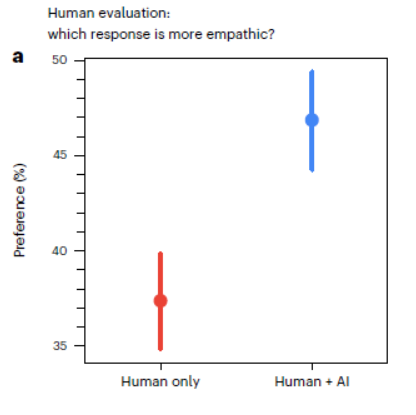 Human evaluation:
which response is more empathic?
a
50
45
40
35
Preference (%)
Human only
Human + AI